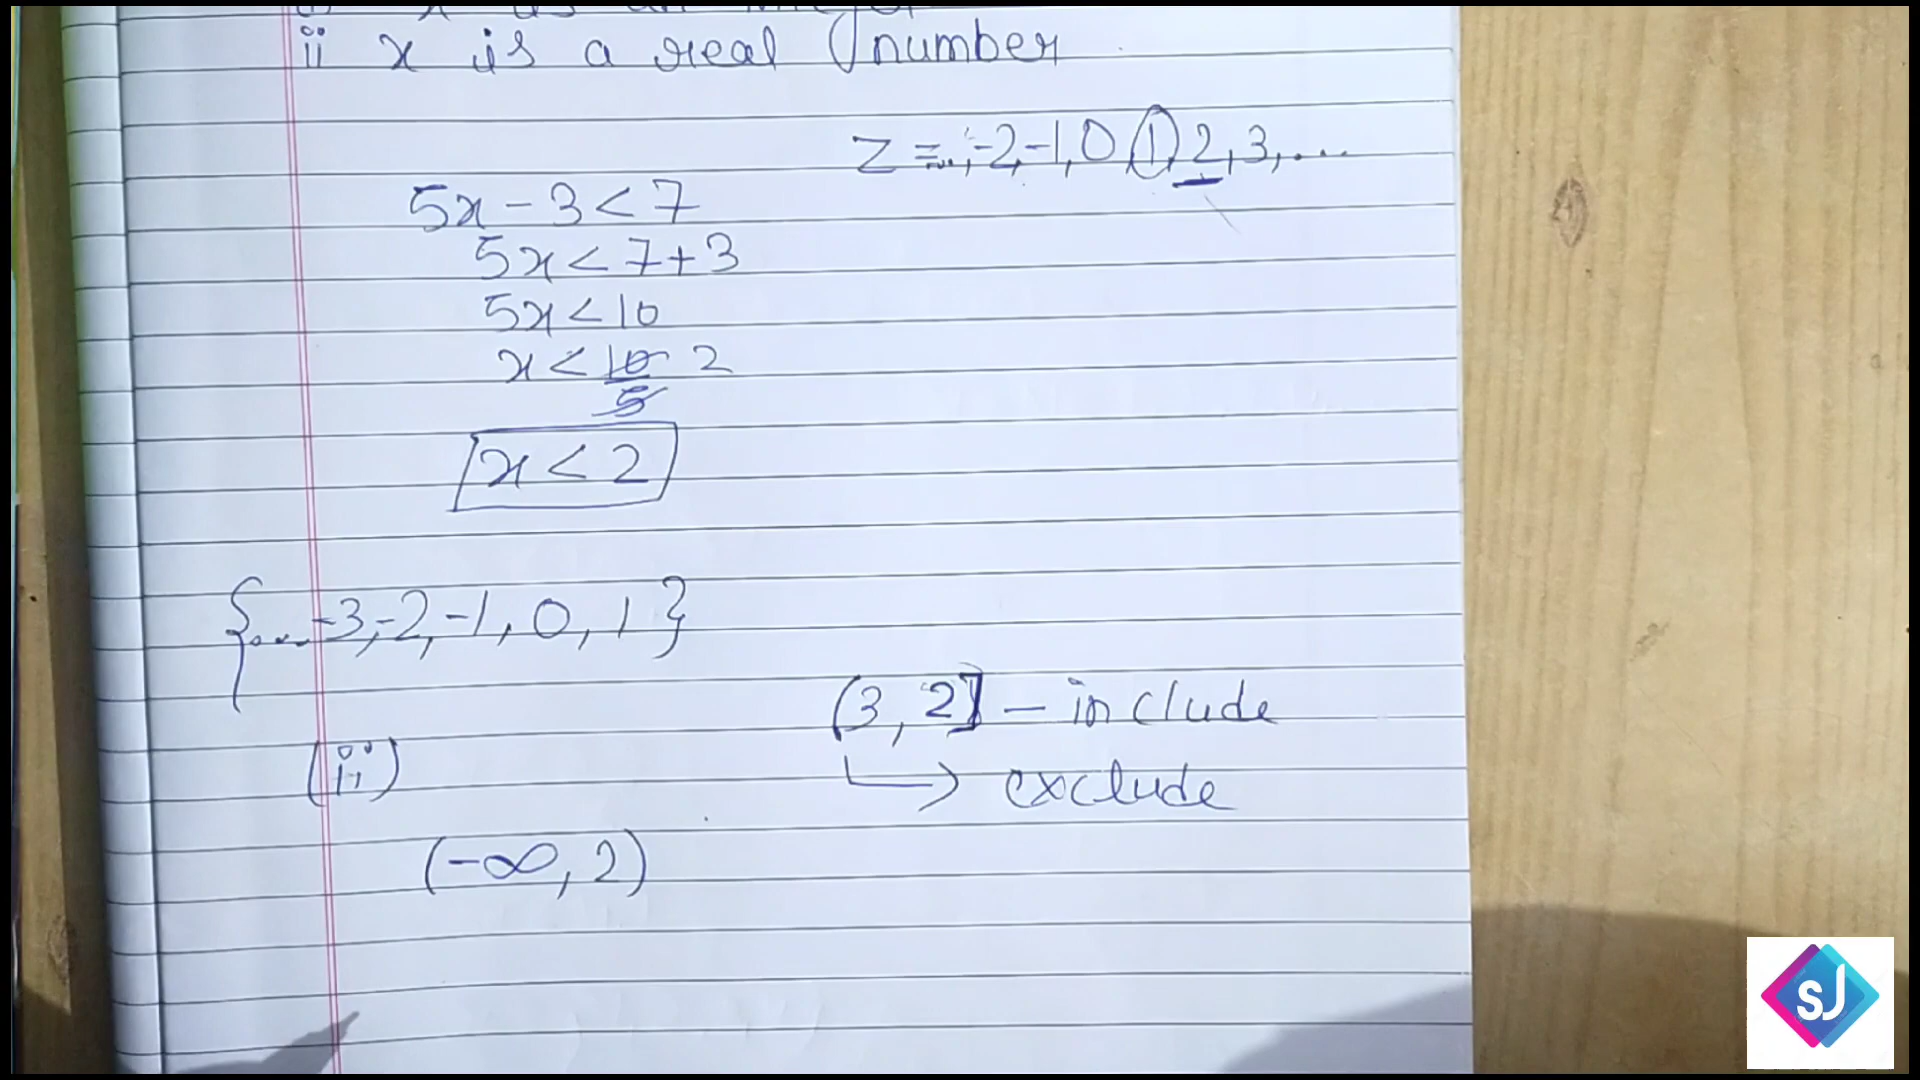 ii x is a real number
Z = ..., -2, -1, 0, 1, 2, 3, ...
5x - 3 < 7
5x < 7+3
5x < 10
x < 10/5 2
x < 2
{... -3, -2, -1, 0, 1 }
(3, 2] - include
(ii)
exclude
(-∞, 2)
SJ